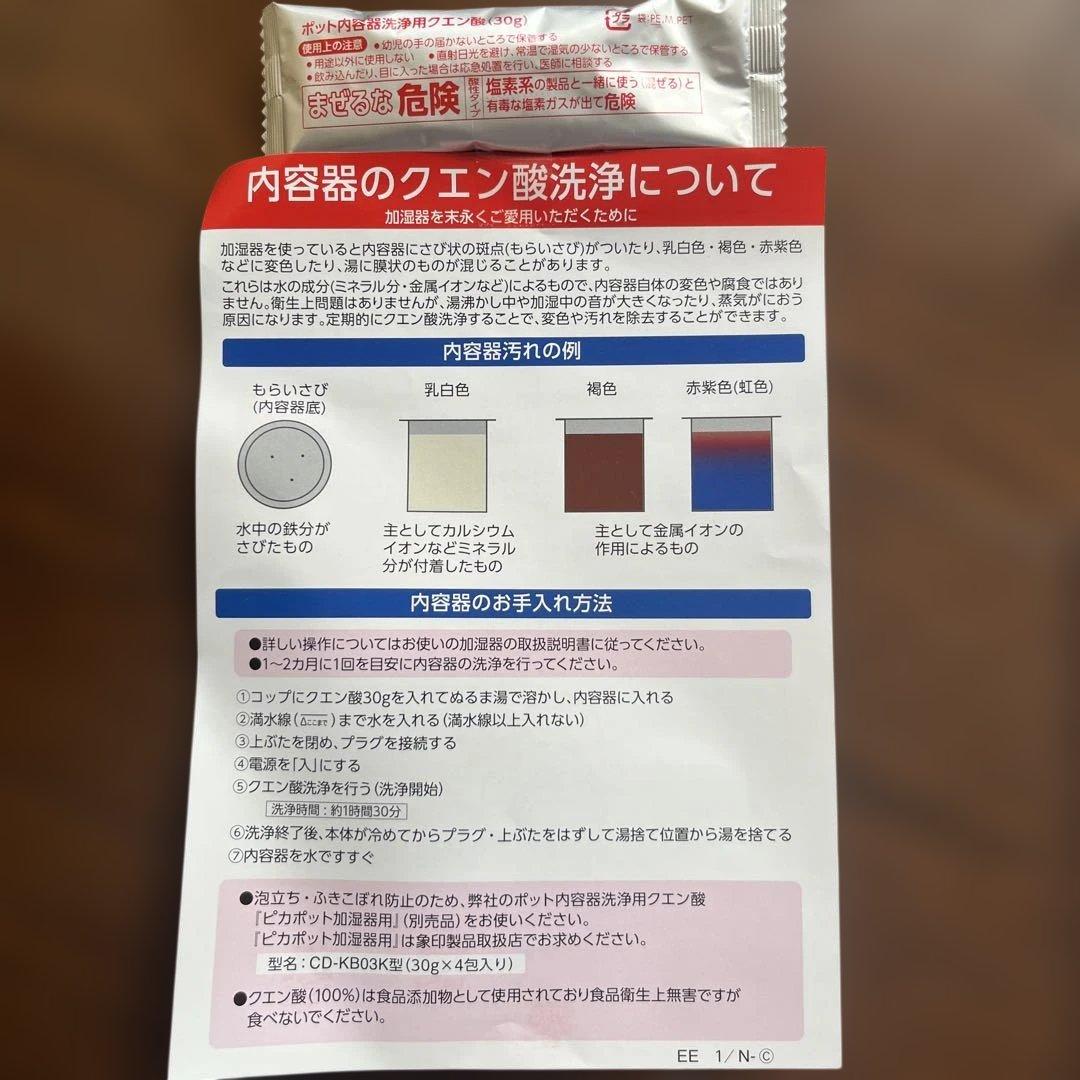 ポット内容器洗浄用クエン酸(30g)
プラ 袋:PE,M,PET
使用上の注意 ●幼児の手の届かないところで保管する
●用途以外に使用しない ●直射日光を避け、常温で湿気の少ないところで保管する
●飲み込んだり、目に入った場合は応急処置を行い、医師に相談する
まぜるな危険 酸性タイプ 塩素系の製品と一緒に使う(混ぜる)と
有毒な塩素ガスが出て危険
内容器のクエン酸洗浄について
加湿器を末永くご愛用いただくために
加湿器を使っていると内容器にさび状の斑点(もらいさび)がついたり、乳白色・褐色・赤紫色
などに変色したり、湯に膜状のものが混じることがあります。
これらは水の成分(ミネラル分・金属イオンなど)によるもので、内容器自体の変色や腐食ではあり
ません。衛生上問題はありませんが、湯沸かし中や加湿中の音が大きくなったり、蒸気がにおう
原因になります。定期的にクエン酸洗浄することで、変色や汚れを除去することができます。
内容器汚れの例
もらいさび
(内容器底)
乳白色
褐色
赤紫色(虹色)
水中の鉄分が
さびたもの
主としてカルシウム
イオンなどミネラル
分が付着したもの
主として金属イオンの
作用によるもの
内容器のお手入れ方法
●詳しい操作についてはお使いの加湿器の取扱説明書に従ってください。
●1～2カ月に1回を目安に内容器の洗浄を行ってください。
①コップにクエン酸30gを入れてぬるま湯で溶かし、内容器に入れる
②満水線(△ここまで)まで水を入れる(満水線以上入れない)
③上ぶたを閉め、プラグを接続する
④電源を「入」にする
⑤クエン酸洗浄を行う(洗浄開始)
洗浄時間:約1時間30分
⑥洗浄終了後、本体が冷めてからプラグ・上ぶたをはずして湯捨て位置から湯を捨てる
⑦内容器を水ですすぐ
●泡立ち・ふきこぼれ防止のため、弊社のポット内容器洗浄用クエン酸
『ピカポット加湿器用』(別売品)をお使いください。
『ピカポット加湿器用』は象印製品取扱店でお求めください。
型名:CD-KB03K型(30g×4包入り)
●クエン酸(100%)は食品添加物として使用されており食品衛生上無害ですが
食べないでください。
EE 1/N-Ⓒ